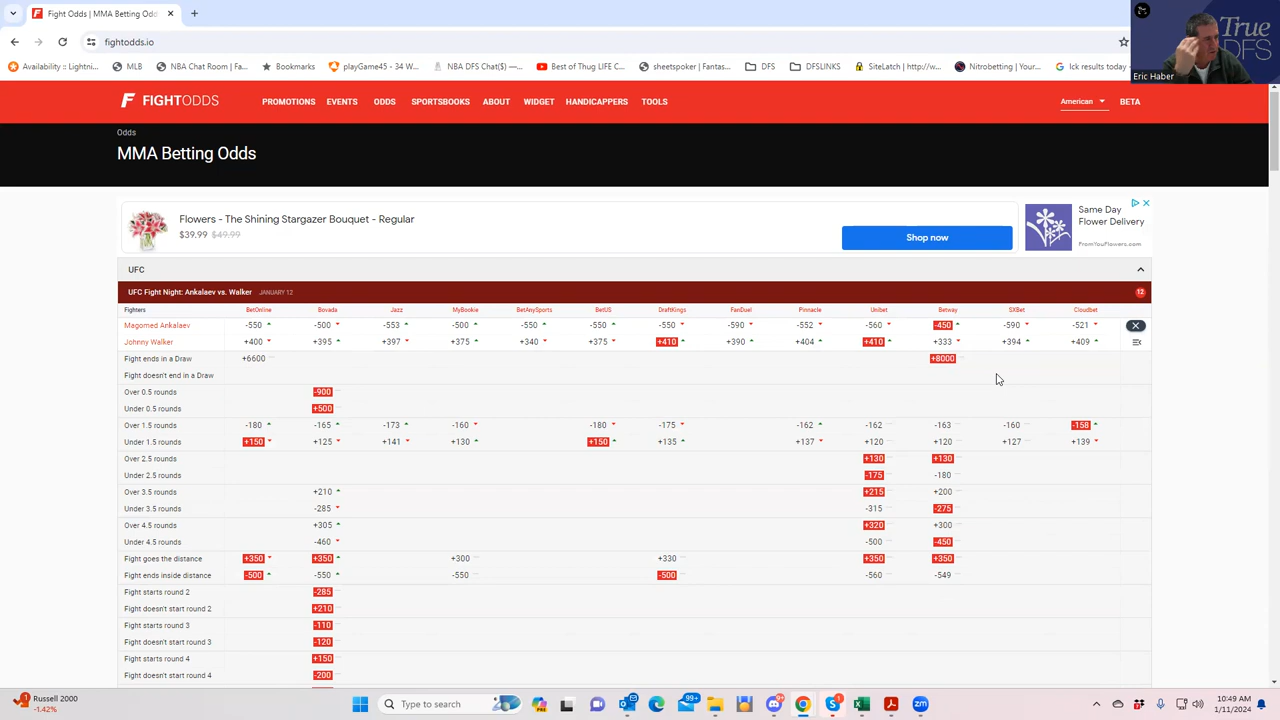 Fight Odds | MMA Betting Odds
fightodds.io
Availability :: Lightni...
MLB
NBA Chat Room | Fa...
Bookmarks
playGame45 - 34 W...
NBA DFS Chat($) -...
Best of Thug LIFE C...
sheetspoker | Fantas...
DFS
DFSLINKS
SiteLatch | http://w...
Nitrobetting | Your...
lck results today - G...
True
DFS
Eric Haber
FIGHTODDS
PROMOTIONS EVENTS ODDS SPORTSBOOKS ABOUT WIDGET HANDICAPPERS TOOLS
American
BETA
Odds
MMA Betting Odds
Flowers - The Shining Stargazer Bouquet - Regular
$39.99 $49.99
Shop now
Same Day
Flower Delivery
FromYouFlowers.com
UFC
UFC Fight Night: Ankalaev vs. Walker JANUARY 12
12
Fighters BetOnline Bovada Jazz MyBookie BetAnySports BetUS DraftKings FanDuel Pinnacle Unibet Betway SXBet Cloudbet
Magomed Ankalaev -550 -500 -553 -500 -550 -550 -550 -590 -552 -560 -450 -590 -521
Johnny Walker +400 +395 +397 +375 +340 +375 +410 +390 +404 +410 +333 +394 +409
Fight ends in a Draw +6600 +8000
Fight doesn't end in a Draw
Over 0.5 rounds -900
Under 0.5 rounds +500
Over 1.5 rounds -180 -165 -173 -160 -180 -175 -162 -162 -163 -160 -158
Under 1.5 rounds +150 +125 +141 +130 +150 +135 +137 +120 +120 +127 +139
Over 2.5 rounds +130 +130
Under 2.5 rounds -175 -180
Over 3.5 rounds +210 +215 +200
Under 3.5 rounds -285 -315 -275
Over 4.5 rounds +305 +320 +300
Under 4.5 rounds -460 -500 -450
Fight goes the distance +350 +350 +300 +330 +350 +350
Fight ends inside distance -500 -550 -550 -500 -560 -549
Fight starts round 2 -285
Fight doesn't start round 2 +210
Fight starts round 3 -110
Fight doesn't start round 3 -120
Fight starts round 4 +150
Fight doesn't start round 4 -200
Russell 2000
-1.42%
Type to search
99+
10:49 AM
1/11/2024